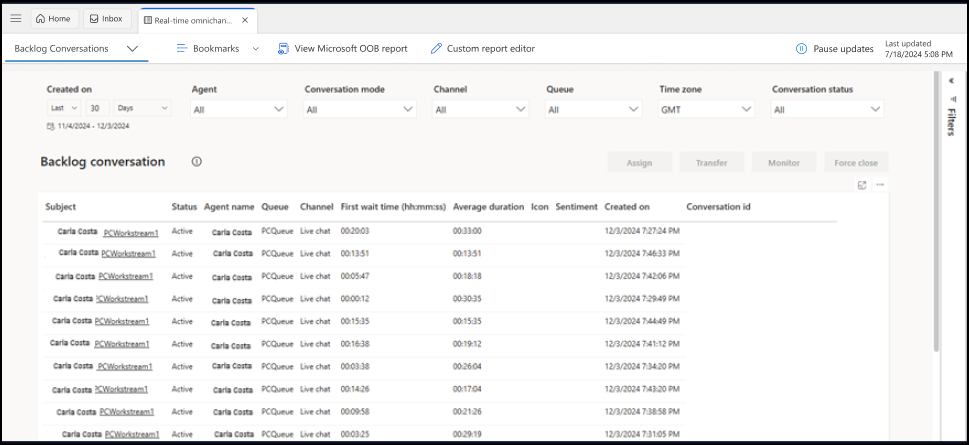 Home Inbox Real-time omnichan...
Backlog Conversations Bookmarks View Microsoft OOB report Custom report editor Pause updates Last updated
7/18/2024 5:08 PM
Created on Agent Conversation mode Channel Queue Time zone Conversation status
Last 30 Days All All All All GMT All
11/4/2024 - 12/3/2024
Filters
Backlog conversation Assign Transfer Monitor Force close
Subject Status Agent name Queue Channel First wait time (hh:mm:ss) Average duration Icon Sentiment Created on Conversation id
Carla Costa PCWorkstream1 Active Carla Costa PCQueue Live chat 00:20:03 00:33:00 12/3/2024 7:27:24 PM
Carla Costa PCWorkstream1 Active Carla Costa PCQueue Live chat 00:13:51 00:13:51 12/3/2024 7:46:33 PM
Carla Costa PCWorkstream1 Active Carla Costa PCQueue Live chat 00:05:47 00:18:18 12/3/2024 7:42:06 PM
Carla Costa PCWorkstream1 Active Carla Costa PCQueue Live chat 00:00:12 00:30:35 12/3/2024 7:29:49 PM
Carla Costa PCWorkstream1 Active Carla Costa PCQueue Live chat 00:15:35 00:15:35 12/3/2024 7:44:49 PM
Carla Costa PCWorkstream1 Active Carla Costa PCQueue Live chat 00:16:38 00:19:12 12/3/2024 7:41:12 PM
Carla Costa PCWorkstream1 Active Carla Costa PCQueue Live chat 00:03:38 00:26:04 12/3/2024 7:34:20 PM
Carla Costa PCWorkstream1 Active Carla Costa PCQueue Live chat 00:14:26 00:17:04 12/3/2024 7:43:20 PM
Carla Costa PCWorkstream1 Active Carla Costa PCQueue Live chat 00:09:58 00:21:26 12/3/2024 7:38:58 PM
Carla Costa PCWorkstream1 Active Carla Costa PCQueue Live chat 00:03:25 00:29:19 12/3/2024 7:31:05 PM